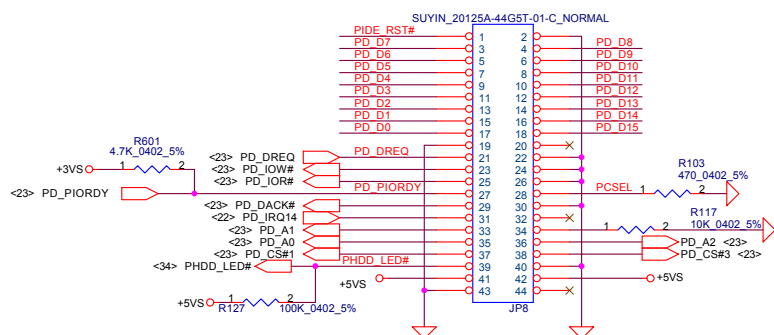 SUYIN_20125A-44G5T-01-C_NORMAL
PIDE_RST# 1 2
PD_D7 3 4 PD_D8
PD_D6 5 6 PD_D9
PD_D5 7 8 PD_D10
PD_D4 9 10 PD_D11
PD_D3 11 12 PD_D12
PD_D2 13 14 PD_D13
PD_D1 15 16 PD_D14
PD_D0 17 18 PD_D15
R601
4.7K_0402_5%
19 20
<23> PD_DREQ PD_DREQ 21 22
+3VS 1 2 <23> PD_IOW# 23 24
R103
470_0402_5%
<23> PD_IOR# 25 26
<23> PD_PIORDY PD_PIORDY 27 28 PCSEL 1 2
<23> PD_DACK# 29 30
<22> PD_IRQ14 31 32
R117
10K_0402_5%
<23> PD_A1 33 34 1 2
<23> PD_A0 35 36 PD_A2 <23>
<23> PD_CS#1 37 38 PD_CS#3 <23>
<34> PHDD_LED# PHDD_LED# 39 40
+5VS 41 42 +5VS
43 44
+5VS 1 2
R127 100K_0402_5%
JP8